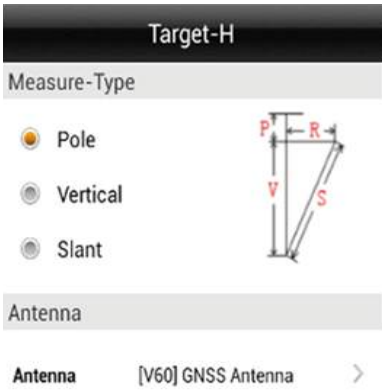 Target-H
Measure-Type
Pole
P
R
Vertical
V
S
Slant
Antenna
Antenna [V60] GNSS Antenna >